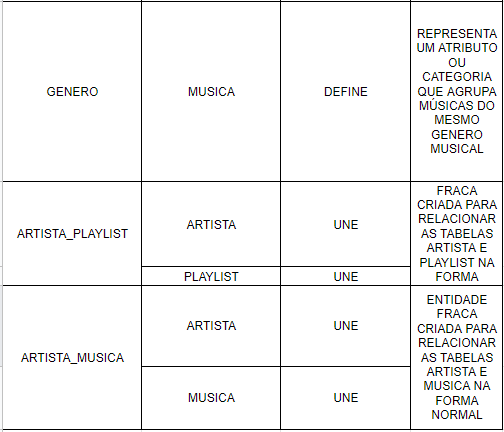 GENERO
MUSICA
DEFINE
REPRESENTA
UM ATRIBUTO
OU
CATEGORIA
QUE AGRUPA
MÚSICAS DO
MESMO
GENERO
MUSICAL
ARTISTA_PLAYLIST
ARTISTA
UNE
PLAYLIST
UNE
FRACA
CRIADA PARA
RELACIONAR
AS TABELAS
ARTISTA E
PLAYLIST NA
FORMA
ARTISTA_MUSICA
ARTISTA
UNE
MUSICA
UNE
ENTIDADE
FRACA
CRIADA PARA
RELACIONAR
AS TABELAS
ARTISTA E
MUSICA NA
FORMA
NORMAL